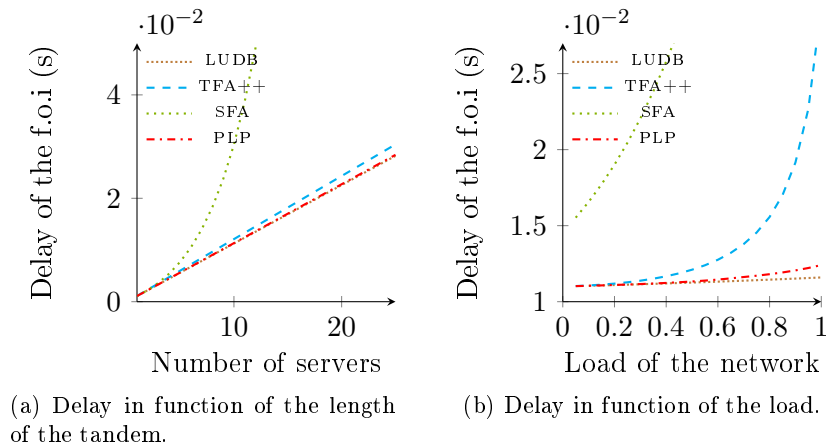 ·10⁻²
Delay of the f.o.i (s)
LUDB
TFA++
SFA
PLP
4
2
0
10
20
Number of servers
(a) Delay in function of the length
of the tandem.
·10⁻²
Delay of the f.o.i (s)
LUDB
TFA++
SFA
PLP
2.5
2
1.5
1
0
0.2
0.4
0.6
0.8
1
Load of the network
(b) Delay in function of the load.